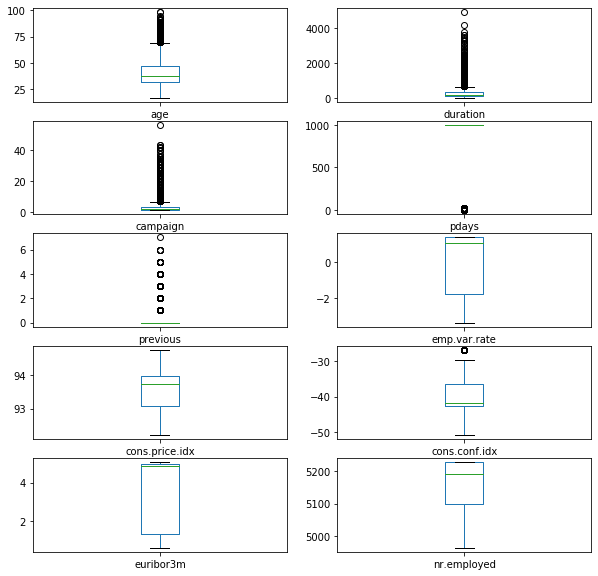 100
75
50
25
age
4000
2000
0
duration
40
20
0
campaign
1000
500
0
pdays
6
4
2
0
previous
0
−2
emp.var.rate
94
93
cons.price.idx
−30
−40
−50
cons.conf.idx
4
2
euribor3m
5200
5100
5000
nr.employed